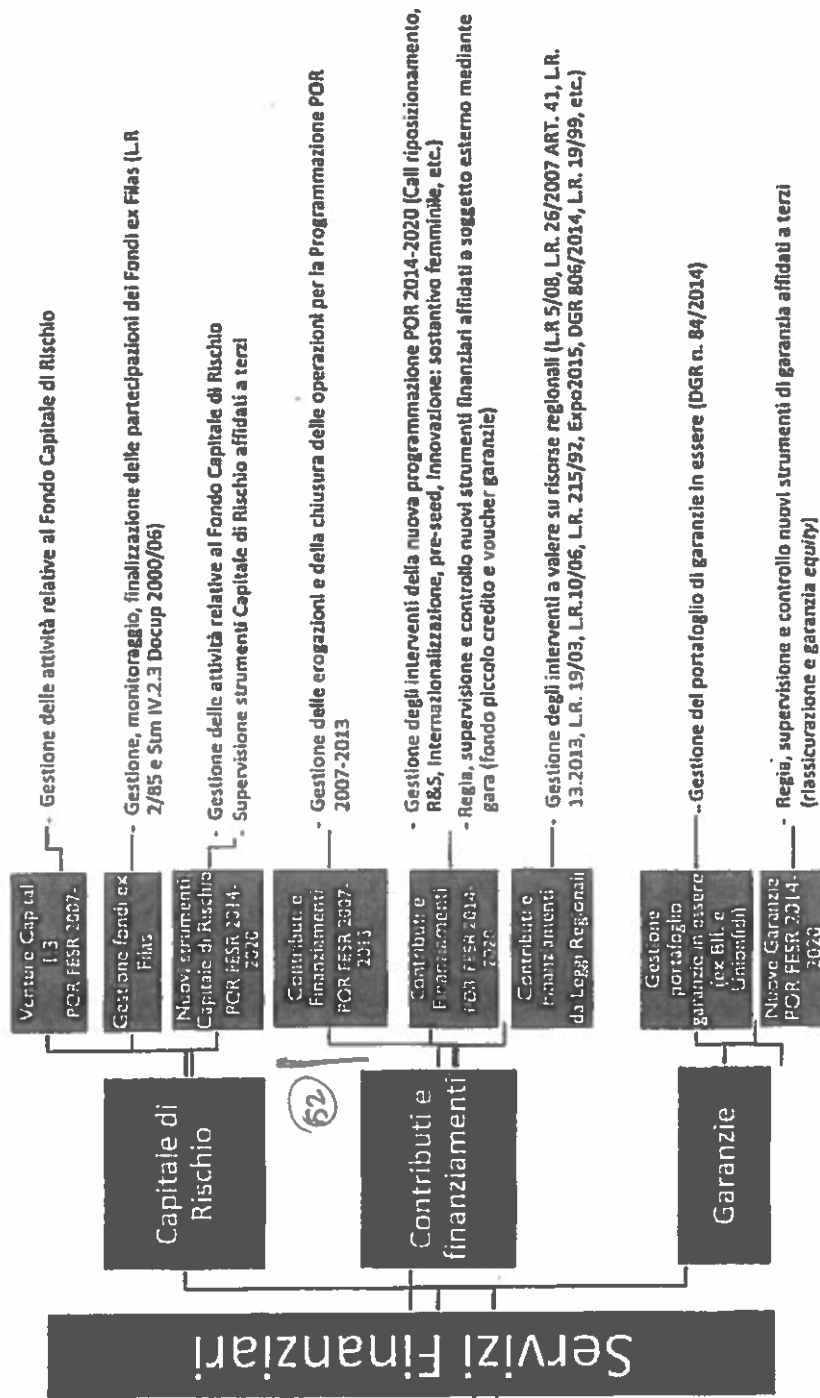 Servizi Finanziari
Capitale di
Rischio
Venture Capital
I 3
POR FESR 2007-
- Gestione delle attività relative al Fondo Capitale di Rischio
Gestione fondi ex
Filas
- Gestione, monitoraggio, finalizzazione delle partecipazioni dei Fondi ex Filas (L.R
2/85 e Stm IV.2.3 Docup 2000/06)
Nuovi strumenti
Capitale di Rischio
POR FESR 2014-
2020
- Gestione delle attività relative al Fondo Capitale di Rischio
- Supervisione strumenti Capitale di Rischio affidati a terzi
62
Contributi e
finanziamenti
Contributi e
Finanziamenti
POR FESR 2007-
2013
- Gestione delle erogazioni e della chiusura delle operazioni per la Programmazione POR
2007-2013
Contributi e
Finanziamenti
POR FESR 2014-
2020
- Gestione degli interventi della nuova programmazione POR 2014-2020 (Call riposizionamento,
R&S, Internazionalizzazione, pre-seed, Innovazione: sostantivo femminile, etc.)
- Regia, supervisione e controllo nuovi strumenti finanziari affidati a soggetto esterno mediante
gara (fondo piccolo credito e voucher garanzie)
Contributi e
Finanziamenti
da Leggi Regionali
- Gestione degli interventi a valere su risorse regionali (L.R 5/08, L.R. 26/2007 ART. 41, L.R.
13.2013, L.R. 19/03, L.R.10/06, L.R. 215/92, Expo2015, DGR 806/2014, L.R. 19/99, etc.)
Garanzie
Gestione
portafoglio
garanzie in essere
(ex BIL e
Unionfidi)
- Gestione del portafoglio di garanzie in essere (DGR n. 84/2014)
Nuove Garanzie
POR FESR 2014-
2020
- Regia, supervisione e controllo nuovi strumenti di garanzia affidati a terzi
(riassicurazione e garanzia equity)